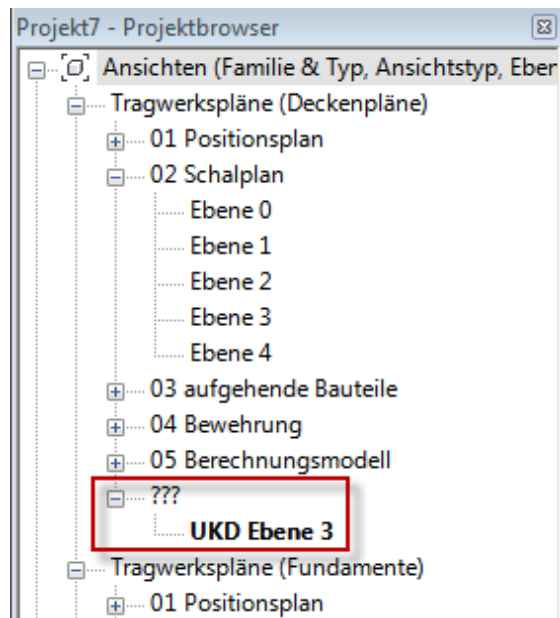 Projekt7 - Projektbrowser
Ansichten (Familie & Typ, Ansichtstyp, Eber
Tragwerkspläne (Deckenpläne)
01 Positionsplan
02 Schalplan
Ebene 0
Ebene 1
Ebene 2
Ebene 3
Ebene 4
03 aufgehende Bauteile
04 Bewehrung
05 Berechnungsmodell
???
UKD Ebene 3
Tragwerkspläne (Fundamente)
01 Positionsplan